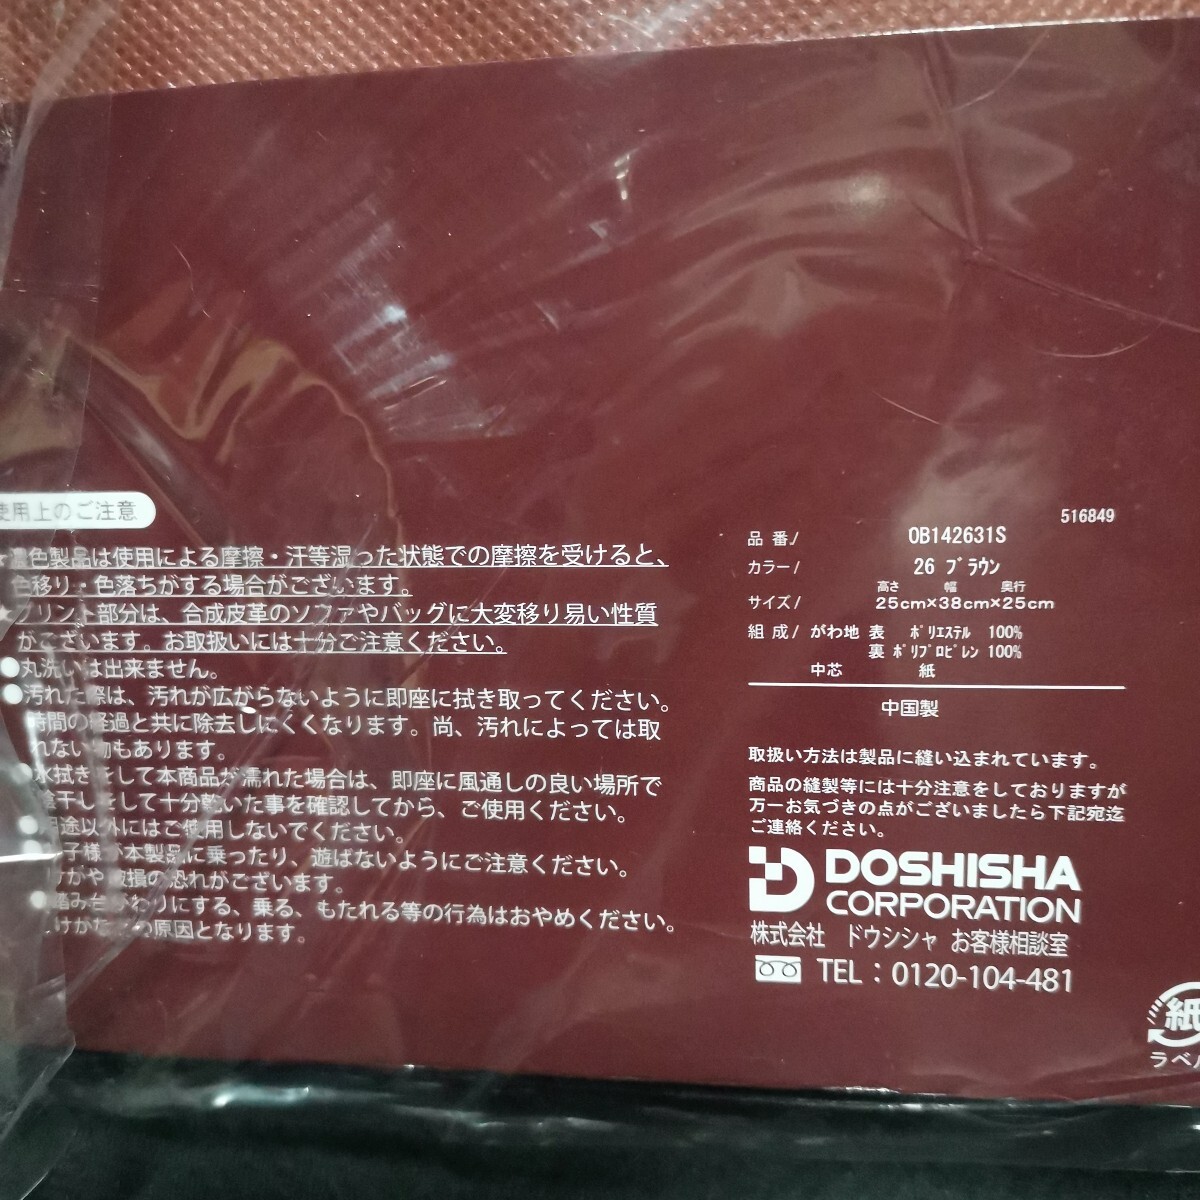 使用上のご注意
★濃色製品は使用による摩擦・汗等湿った状態での摩擦を受けると、
色移り・色落ちがする場合がございます。
★プリント部分は、合成皮革のソファやバッグに大変移り易い性質
がございます。お取扱いには十分ご注意ください。
●丸洗いは出来ません。
●汚れた際は、汚れが広がらないように即座に拭き取ってください。
時間の経過と共に除去しにくくなります。尚、汚れによっては取
れない物もあります。
●水拭きをして本商品が濡れた場合は、即座に風通しの良い場所で
陰干しをして十分乾いた事を確認してから、ご使用ください。
●用途以外にはご使用しないでください。
●お子様が本製品に乗ったり、遊ばないようにご注意ください。
けがや破損の恐れがございます。
●踏み台がわりにする、乗る、もたれる等の行為はおやめください。
けがなどの原因となります。
516849
品番/ OB142631S
カラー/ 26 ブラウン
高さ 幅 奥行
サイズ/ 25cm×38cm×25cm
組成/ がわ地 表 ポリエステル 100%
裏 ポリプロピレン 100%
中芯 紙
中国製
取扱い方法は製品に縫い込まれています。
商品の縫製等には十分注意をしておりますが
万一お気づきの点がございましたら下記宛迄
ご連絡ください。
DOSHISHA
CORPORATION
株式会社 ドウシシャ お客様相談室
TEL：0120-104-481
紙
ラベル